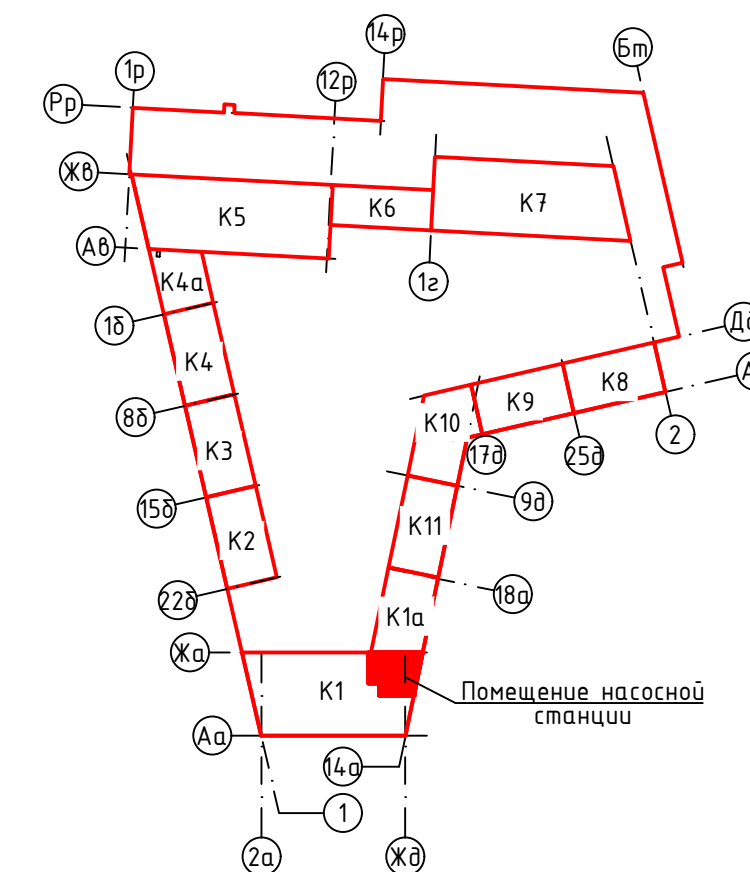 14р
Бт
1р
12р
Рр
Жв
К5
К6
К7
Ав
К4а
1г
1б
Дд
К4
К8
К9
8б
К10
2
17д
25д
К3
9д
15б
К11
К2
18а
22б
К1а
Жа
К1
Помещение насосной
станции
Аа
14а
1
2а
Жд